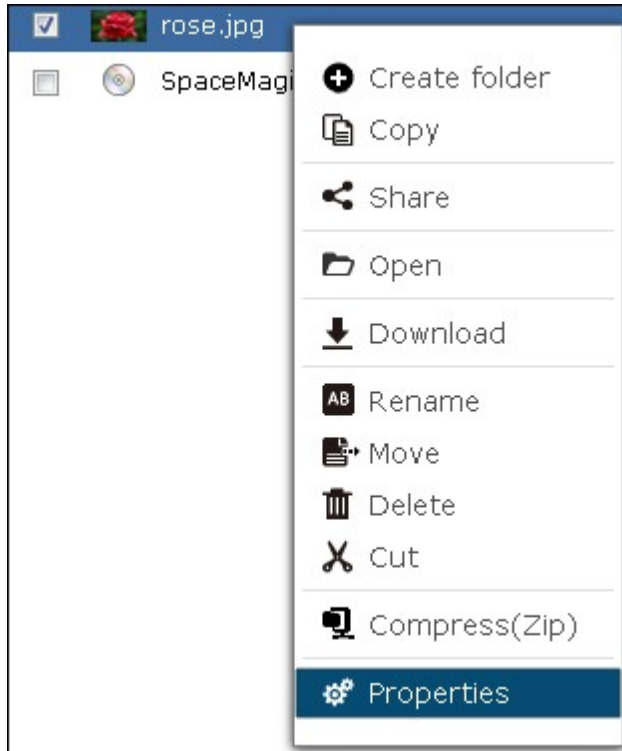 rose.jpg
SpaceMagi
Create folder
Copy
Share
Open
Download
AB Rename
Move
Delete
Cut
Compress(Zip)
Properties